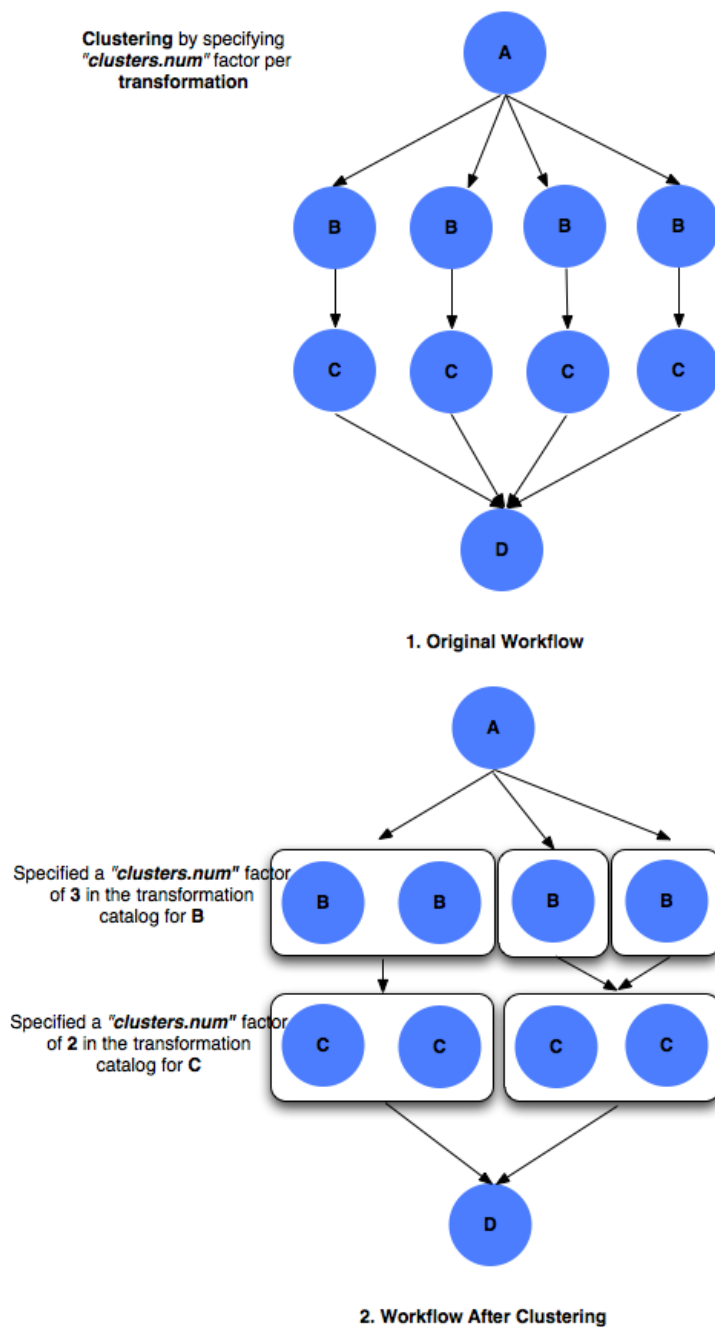 Clustering by specifying
"clusters.num" factor per
transformation
A
B
B
B
B
C
C
C
C
D
1. Original Workflow
A
Specified a "clusters.num" factor
of 3 in the transformation
catalog for B
B
B
B
B
Specified a "clusters.num" factor
of 2 in the transformation
catalog for C
C
C
C
C
D
2. Workflow After Clustering